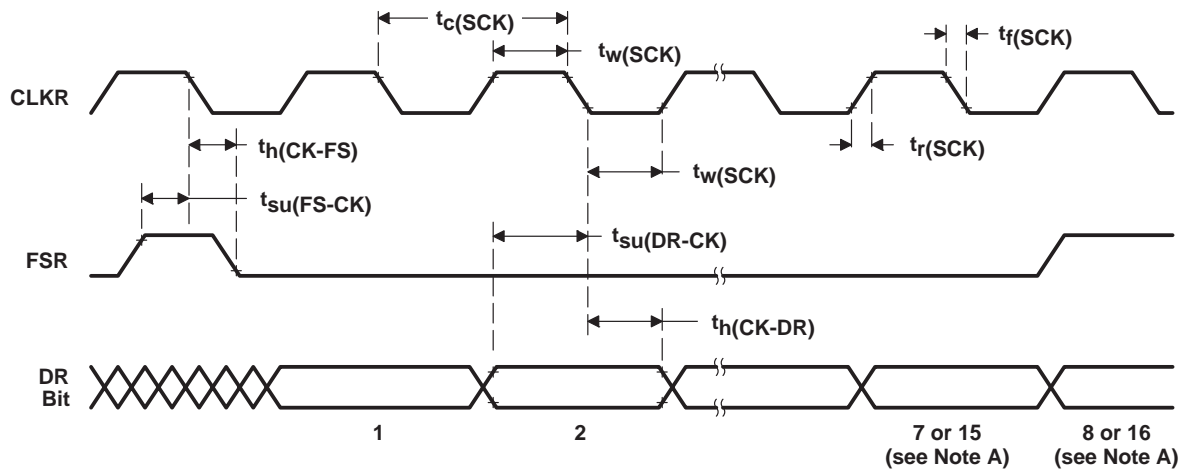 tc(SCK)
tw(SCK)
tf(SCK)
CLKR
th(CK-FS)
tr(SCK)
tw(SCK)
tsu(FS-CK)
tsu(DR-CK)
FSR
th(CK-DR)
DR
Bit
1
2
7 or 15
(see Note A)
8 or 16
(see Note A)